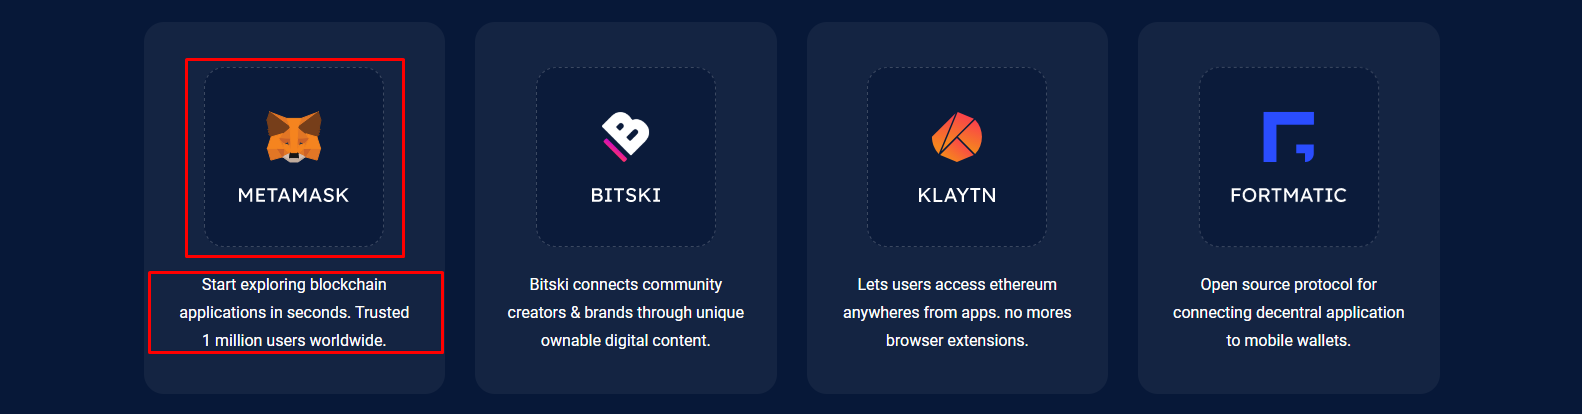 METAMASK
Start exploring blockchain
applications in seconds. Trusted
1 million users worldwide.
BITSKI
Bitski connects community
creators & brands through unique
ownable digital content.
KLAYTN
Lets users access ethereum
anywheres from apps. no mores
browser extensions.
FORTMATIC
Open source protocol for
connecting decentral application
to mobile wallets.